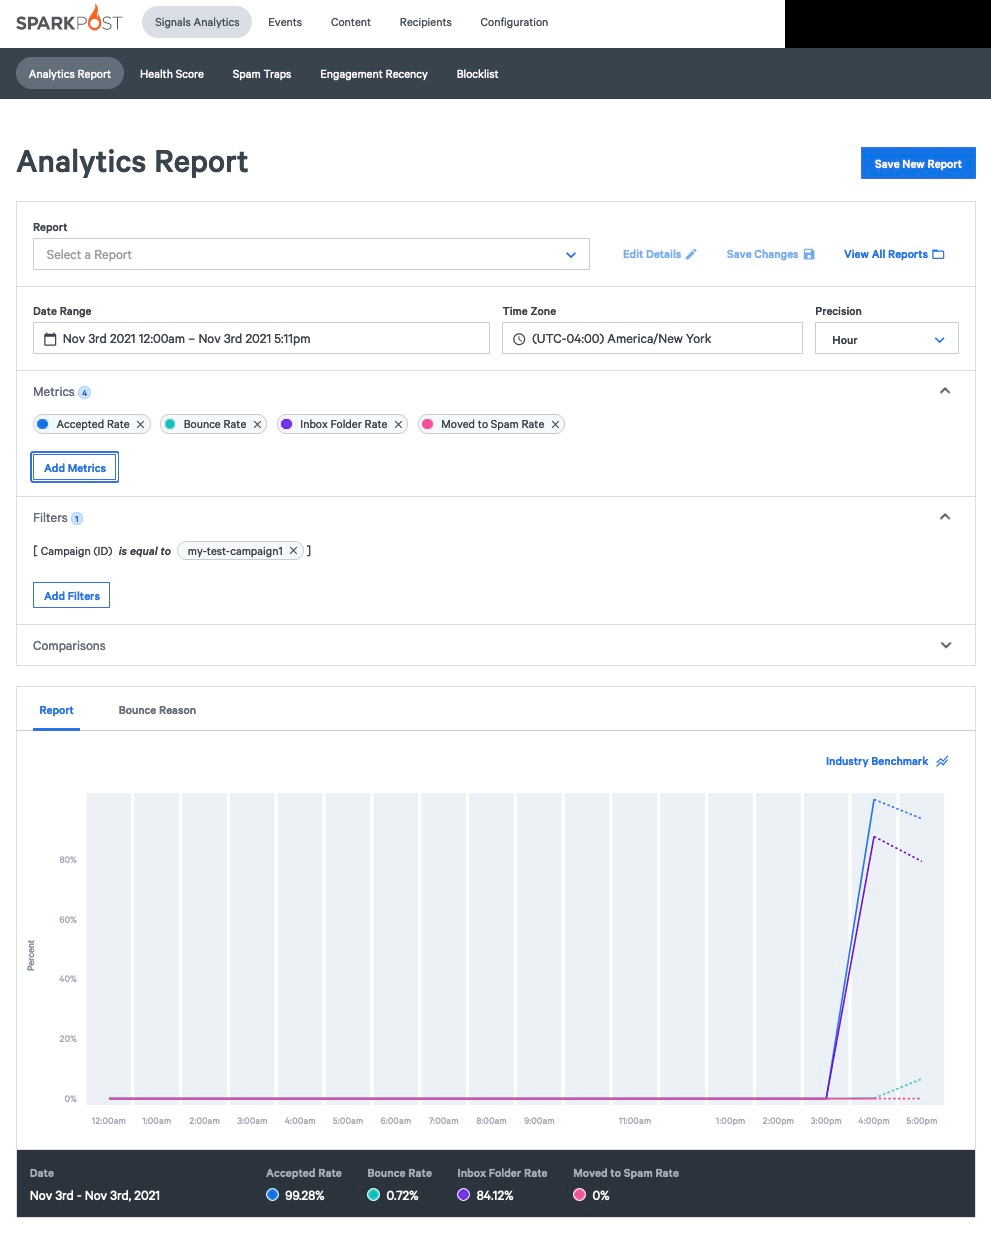 SPARKPOST Signals Analytics Events Content Recipients Configuration
Analytics Report Health Score Spam Traps Engagement Recency Blocklist
Analytics Report
Save New Report
Report
Select a Report
Edit Details Save Changes View All Reports
Date Range Time Zone Precision
Nov 3rd 2021 12:00am – Nov 3rd 2021 5:11pm (UTC-04:00) America/New York Hour
Metrics 4
Accepted Rate Bounce Rate Inbox Folder Rate Moved to Spam Rate
Add Metrics
Filters 1
[ Campaign (ID) is equal to my-test-campaign1 ]
Add Filters
Comparisons
Report Bounce Reason
Industry Benchmark
80%
60%
Percent
40%
20%
0%
12:00am 1:00am 2:00am 3:00am 4:00am 5:00am 6:00am 7:00am 8:00am 9:00am 11:00am 1:00pm 2:00pm 3:00pm 4:00pm 5:00pm
Date Accepted Rate Bounce Rate Inbox Folder Rate Moved to Spam Rate
Nov 3rd - Nov 3rd, 2021 99.28% 0.72% 84.12% 0%